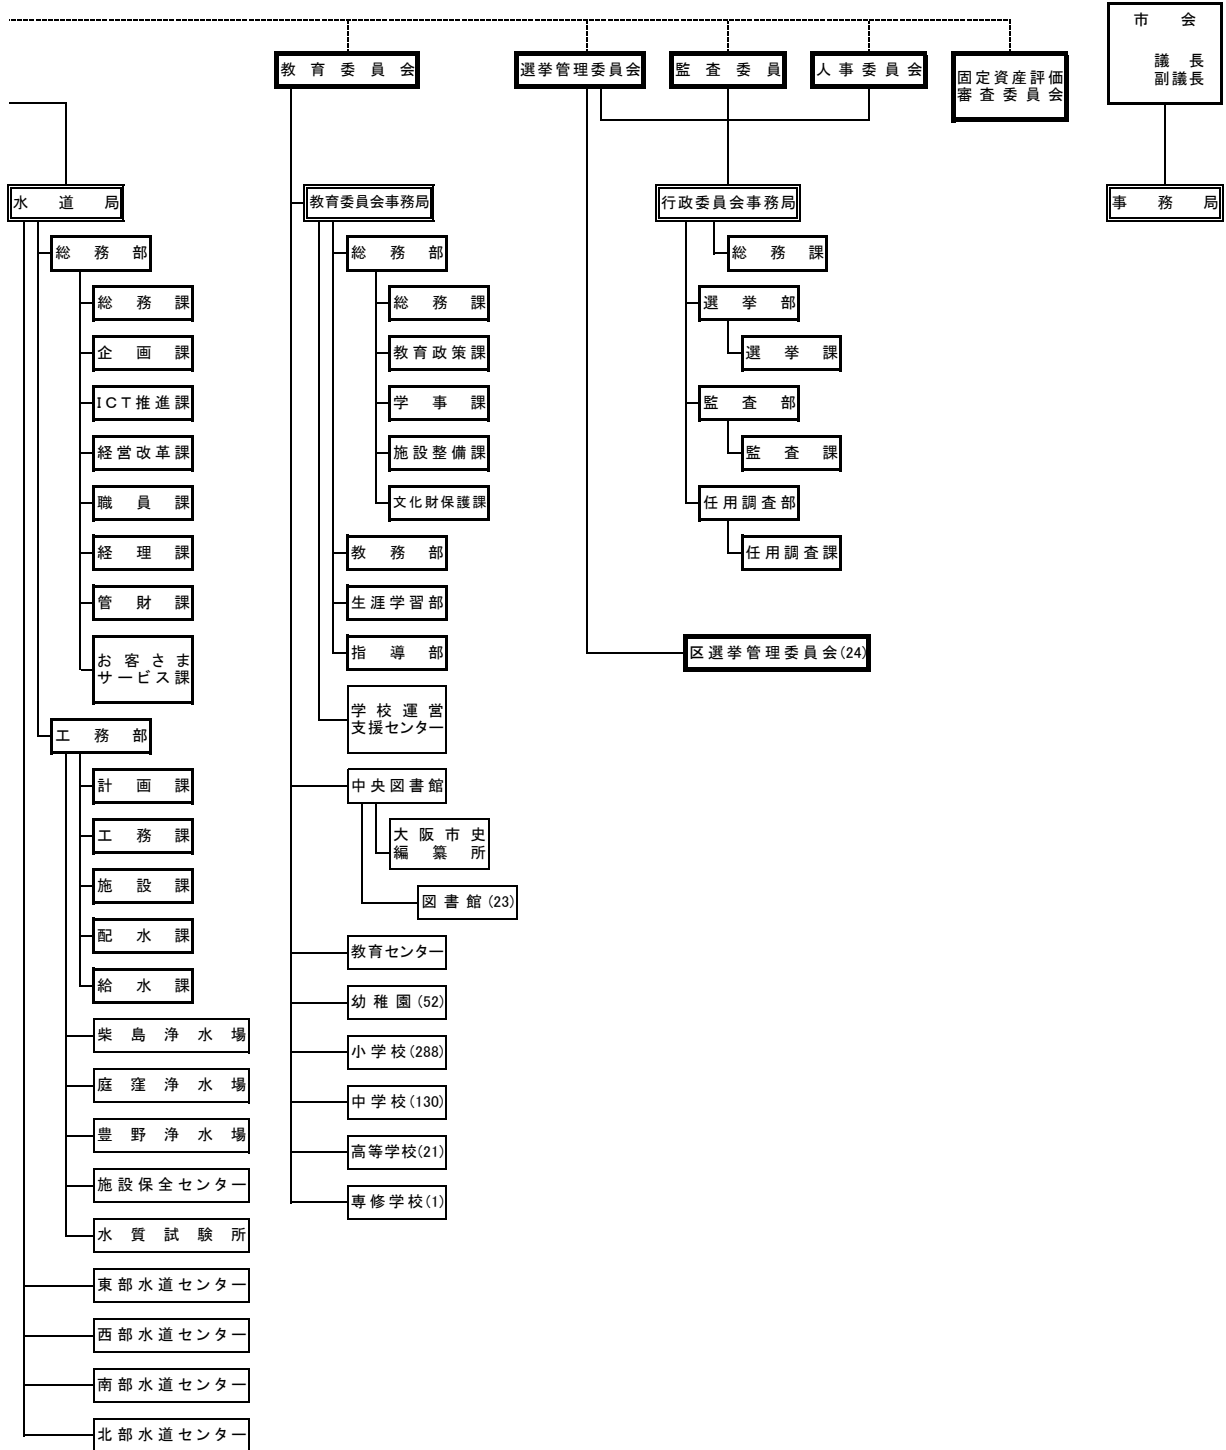 市会
議長
副議長
教育委員会
選挙管理委員会
監査委員
人事委員会
固定資産評価
審査委員会
水道局
教育委員会事務局
行政委員会事務局
事務局
総務部
総務課
企画課
ICT推進課
経営改革課
職員課
経理課
管財課
お客さま
サービス課
工務部
計画課
工務課
施設課
配水課
給水課
柴島浄水場
庭窪浄水場
豊野浄水場
施設保全センター
水質試験所
東部水道センター
西部水道センター
南部水道センター
北部水道センター
総務部
総務課
教育政策課
学事課
施設整備課
文化財保護課
教務部
生涯学習部
指導部
学校運営
支援センター
中央図書館
大阪市史
編纂所
図書館(23)
教育センター
幼稚園(52)
小学校(288)
中学校(130)
高等学校(21)
専修学校(1)
総務課
選挙部
選挙課
監査部
監査課
任用調査部
任用調査課
区選挙管理委員会(24)